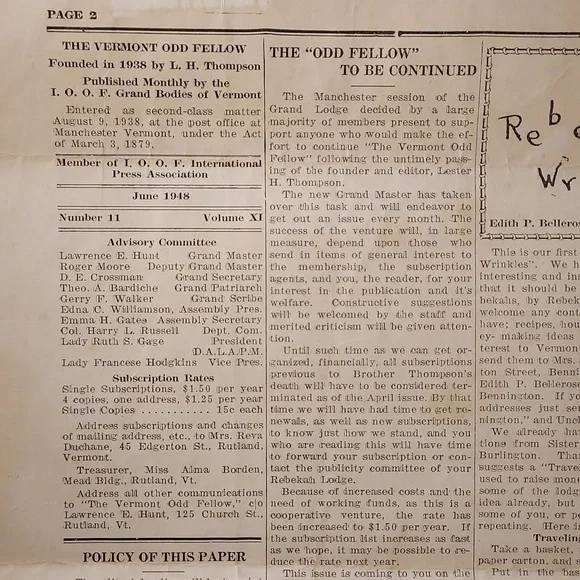 PAGE 2
THE VERMONT ODD FELLOW
Founded in 1938 by L. H. Thompson
Published Monthly by the
I. O. O. F. Grand Bodies of Vermont
Entered as second-class matter
August 9, 1938, at the post office at
Manchester Vermont, under the Act
of March 3, 1879.
Member of I. O. O. F. International
Press Association
June 1948
Number 11 Volume XI
Advisory Committee
Lawrence E. Hunt Grand Master
Roger Moore Deputy Grand Master
D. E. Crossman, Grand Secretary
Theo. A. Bardiche Grand Patriarch
Gerry F. Walker Grand Scribe
Edna C. Williamson, Assembly Pres.
Emma H. Gates Assembly Secretary
Col. Harry L. Russell Dept. Com.
Lady Ruth S. Gage President
D.A.L.A.P.M.
Lady Francese Hodgkins Vice Pres.
Subscription Rates
Single Subscriptions, $1.50 per year
4 copies, one address, $1.25 per year
Single Copies ........... 15c each
Address subscriptions and changes
of mailing address, etc., to Mrs. Reva
Duchane, 45 Edgerton St., Rutland,
Vermont.
Treasurer, Miss Alma Borden,
Mead Bldg., Rutland, Vt.
Address all other communications
to "The Vermont Odd Fellow," c|o
Lawrence E. Hunt, 125 Church St.,
Rutland, Vt.
POLICY OF THIS PAPER
THE "ODD FELLOW"
TO BE CONTINUED
The Manchester session of the
Grand Lodge decided by a large
majority of members present to sup-
port anyone who would make the ef-
fort to continue "The Vermont Odd
Fellow" following the untimely pass-
ing of the founder and editor, Lester
H. Thompson.
The new Grand Master has taken
over this task and will endeavor to
get out an issue every month. The
success of the venture will, in large
measure, depend upon those who
send in items of general interest to
the membership, the subscription
agents, and you, the reader, for your
interest in the publication and it's
welfare. Constructive suggestions
will be welcomed by the staff and
merited criticism will be given atten-
tion.
Until such time as we can get or-
ganized, financially, all subscriptions
previous to Brother Thompson's
death will have to be considered ter-
minated as of the April issue. By that
time we will have had time to get re-
newals, as well as new subscriptions,
to know just how we stand, and you
who are reading this will have time
to forward your subscription or con-
tact the publicity committee of your
Rebekah Lodge.
Because of increased costs and the
need of working funds, as this is a
cooperative venture, the rate has
been increased to $1.50 per year. If
the subscription list increases as fast
as we hope, it may be possible to re-
duce the rate next year.
This issue is coming to you on the
Rebe
Wr
Edith P. Belleros
This is our first
Wrinkles". We h
interesting and in
that it should be
bekahs, by Rebek
welcome any cont
have; recipes, hou
ey- making ideas
terest to Vermon
send them to Mrs.
ton Street, Benni
Edith P. Bellerose
Bennington. If yo
addresses just sen
nington," and Uncl
We already hav
tions from Sister
Burlington. Than
suggests a "Trave
used to raise mone
some of the lodge
idea already, but
some of you, or pe
repeating. Here is
Traveling
Take a basket,
paper carton, and s
Put in the bas